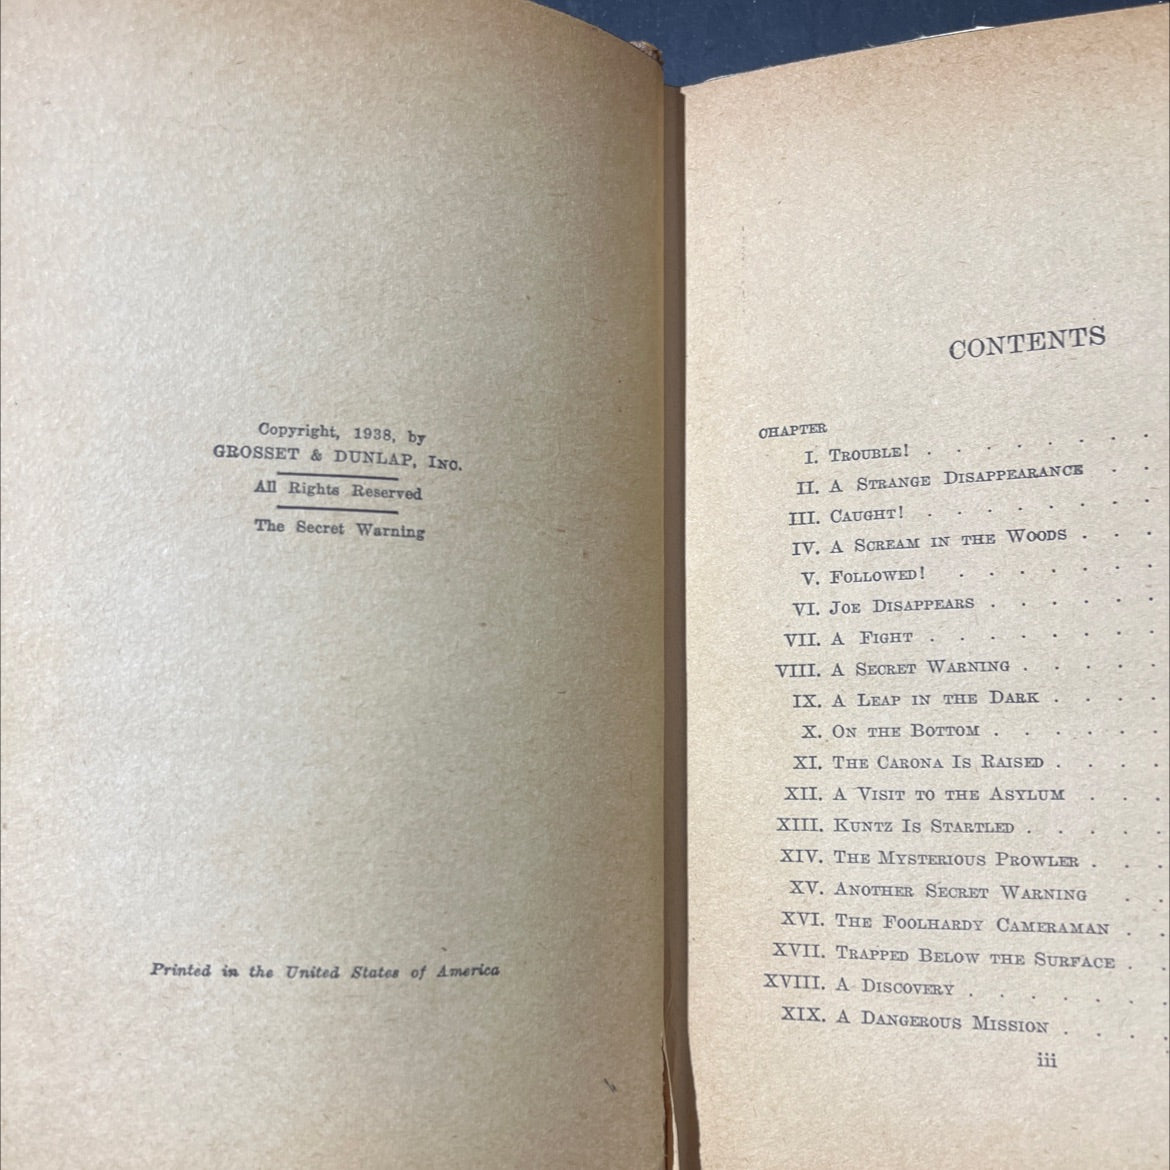 Copyright, 1938, by
GROSSET & DUNLAP, INC.
All Rights Reserved
The Secret Warning
Printed in the United States of America
CONTENTS
CHAPTER
I. TROUBLE! . . . . . .
II. A STRANGE DISAPPEARANCE . .
III. CAUGHT! . . . . . . .
IV. A SCREAM IN THE WOODS . . .
V. FOLLOWED! . . . . . . .
VI. JOE DISAPPEARS . . . . . .
VII. A FIGHT . . . . . . . .
VIII. A SECRET WARNING . . . . .
IX. A LEAP IN THE DARK . . . .
X. ON THE BOTTOM . . . . . .
XI. THE CARONA IS RAISED . . . .
XII. A VISIT TO THE ASYLUM . . .
XIII. KUNTZ IS STARTLED . . . . .
XIV. THE MYSTERIOUS PROWLER . . .
XV. ANOTHER SECRET WARNING . .
XVI. THE FOOLHARDY CAMERAMAN . .
XVII. TRAPPED BELOW THE SURFACE . .
XVIII. A DISCOVERY . . . . . . .
XIX. A DANGEROUS MISSION . . . .
iii